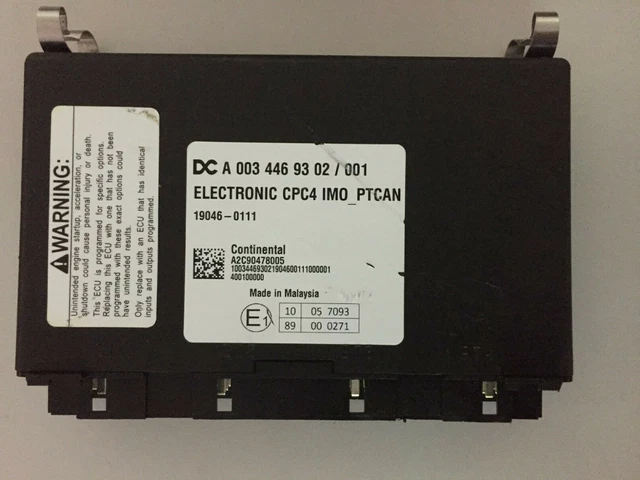 ⚠WARNING:
Unintended engine startup, acceleration, or
shutdown could cause personal injury or death.
This ECU is programmed for specific options.
Replacing this ECU with one that has not been
programmed with these exact options could
have unintended results.
Only replace with an ECU that has identical
inputs and outputs programmed.
DC A 003 446 93 02 / 001
ELECTRONIC CPC4 IMO_PTCAN
19046-0111
Continental
A2C90478005
10034469302190460011100001
400100000
Made in Malaysia
E1
10 05 7093
89 00 0271